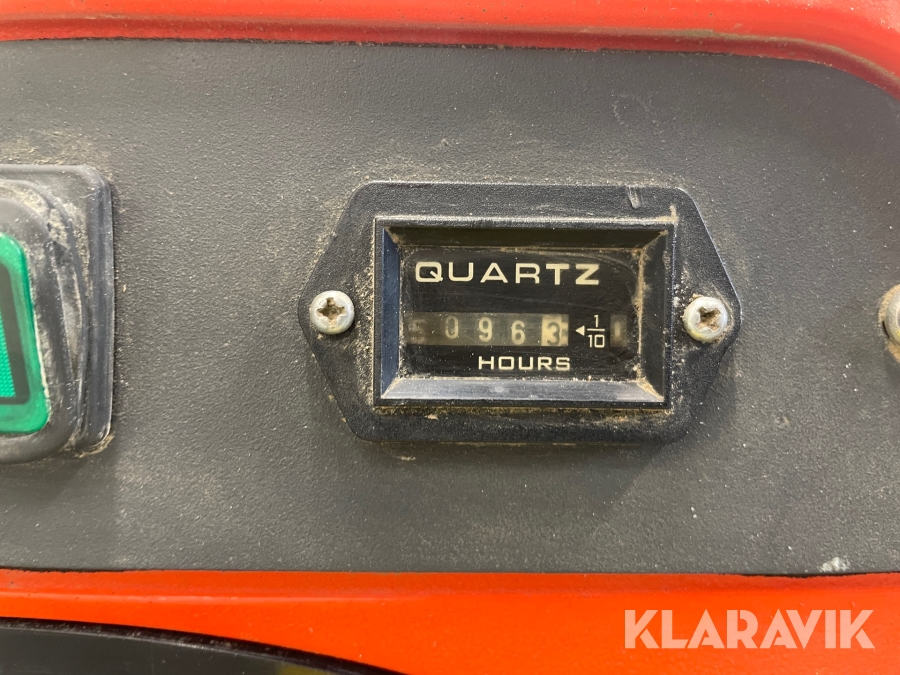 QUARTZ
50963 ◄ 1/10
HOURS
KLARAVIK